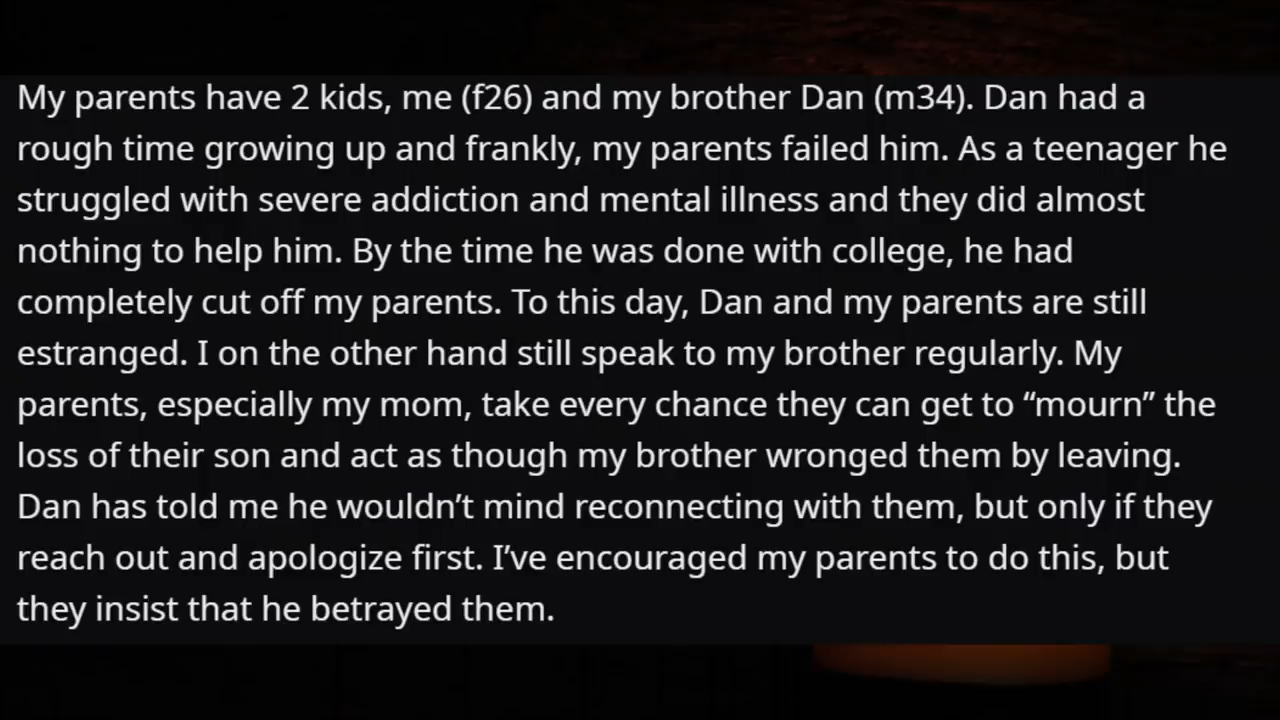 My parents have 2 kids, me (f26) and my brother Dan (m34). Dan had a
rough time growing up and frankly, my parents failed him. As a teenager he
struggled with severe addiction and mental illness and they did almost
nothing to help him. By the time he was done with college, he had
completely cut off my parents. To this day, Dan and my parents are still
estranged. I on the other hand still speak to my brother regularly. My
parents, especially my mom, take every chance they can get to “mourn” the
loss of their son and act as though my brother wronged them by leaving.
Dan has told me he wouldn’t mind reconnecting with them, but only if they
reach out and apologize first. I’ve encouraged my parents to do this, but
they insist that he betrayed them.